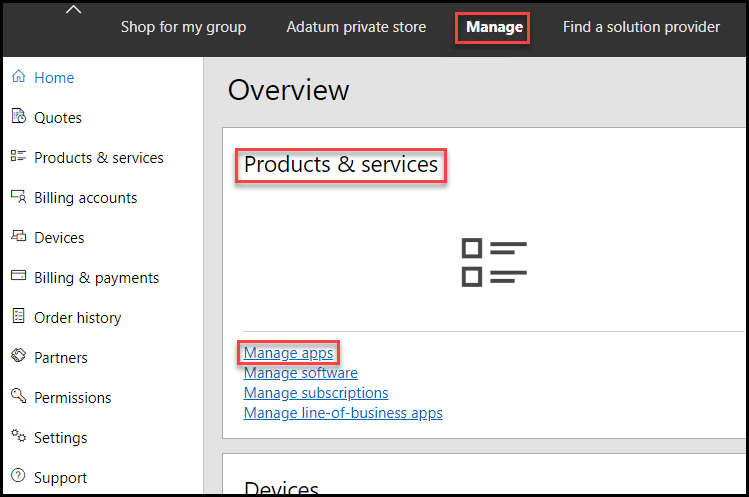 Shop for my group
Adatum private store
Manage
Find a solution provider
Home
Quotes
Products & services
Billing accounts
Devices
Billing & payments
Order history
Partners
Permissions
Settings
Support
Overview
Products & services
Manage apps
Manage software
Manage subscriptions
Manage line-of-business apps
Devices